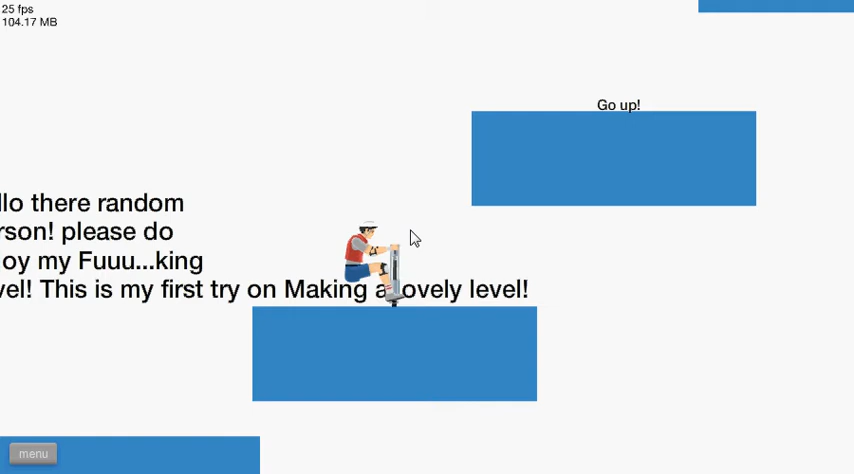 25 fps
104.17 MB
Go up!
llo there random
rson! please do
oy my Fuuu...king
vel! This is my first try on Making a lovely level!
menu